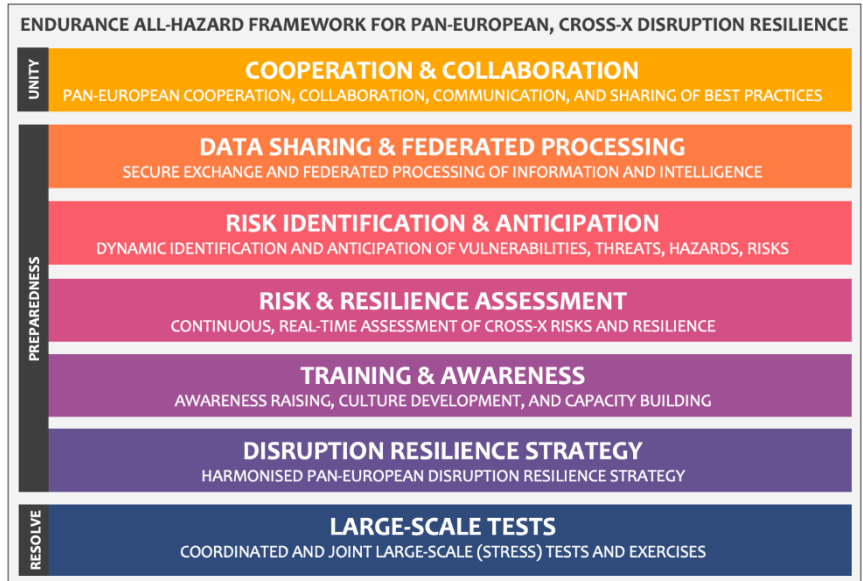 ENDURANCE ALL-HAZARD FRAMEWORK FOR PAN-EUROPEAN, CROSS-X DISRUPTION RESILIENCE
UNITY
COOPERATION & COLLABORATION
PAN-EUROPEAN COOPERATION, COLLABORATION, COMMUNICATION, AND SHARING OF BEST PRACTICES
PREPAREDNESS
DATA SHARING & FEDERATED PROCESSING
SECURE EXCHANGE AND FEDERATED PROCESSING OF INFORMATION AND INTELLIGENCE
RISK IDENTIFICATION & ANTICIPATION
DYNAMIC IDENTIFICATION AND ANTICIPATION OF VULNERABILITIES, THREATS, HAZARDS, RISKS
RISK & RESILIENCE ASSESSMENT
CONTINUOUS, REAL-TIME ASSESSMENT OF CROSS-X RISKS AND RESILIENCE
TRAINING & AWARENESS
AWARENESS RAISING, CULTURE DEVELOPMENT, AND CAPACITY BUILDING
DISRUPTION RESILIENCE STRATEGY
HARMONISED PAN-EUROPEAN DISRUPTION RESILIENCE STRATEGY
RESOLVE
LARGE-SCALE TESTS
COORDINATED AND JOINT LARGE-SCALE (STRESS) TESTS AND EXERCISES